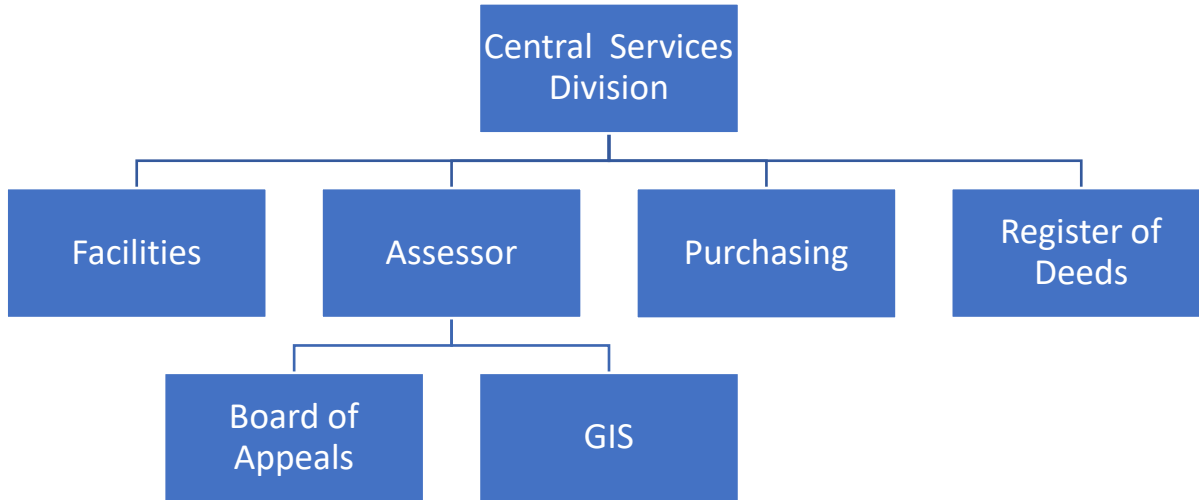 Central Services
Division
Facilities
Assessor
Purchasing
Register of
Deeds
Board of
Appeals
GIS